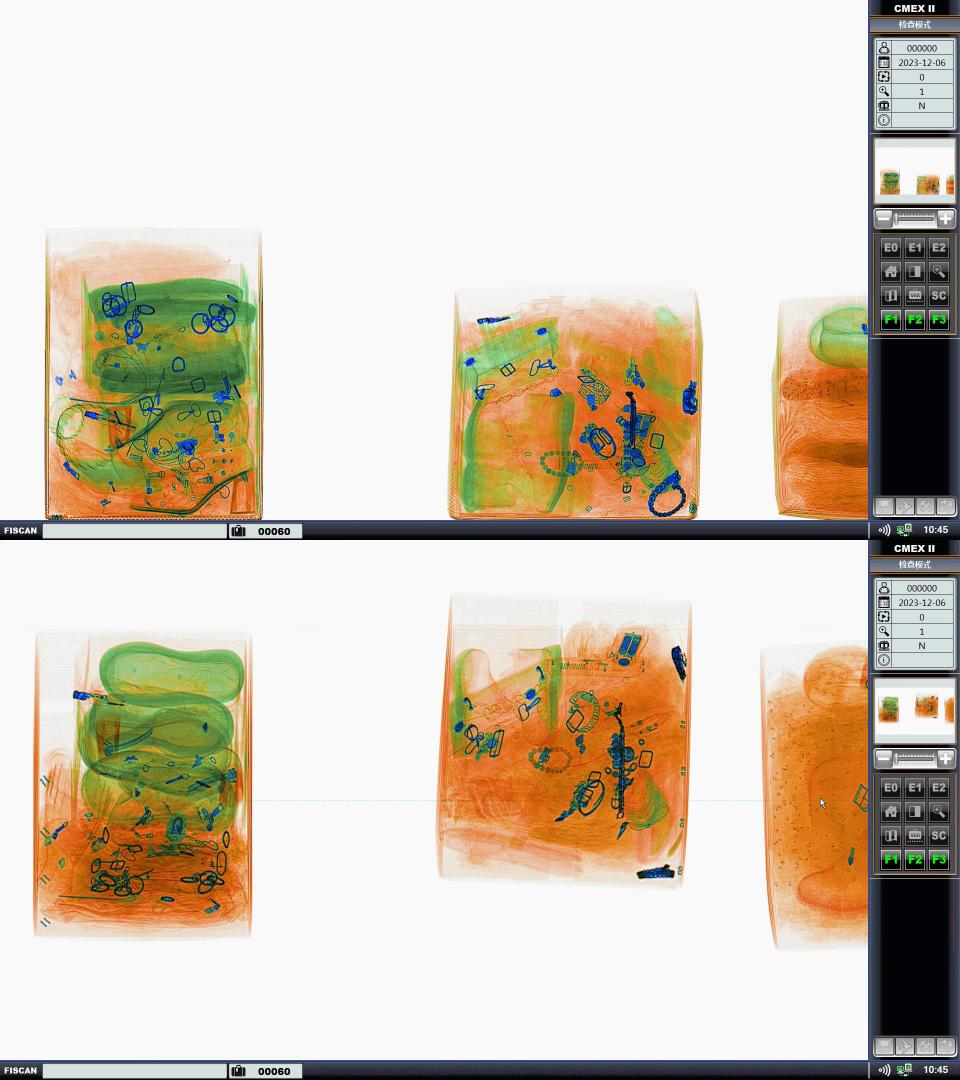 CMEX II
检查模式
000000
2023-12-06
0
1
N
E0 E1 E2
VAR SC
F1 F2 F3
FISCAN 00060 10:45
CMEX II
检查模式
000000
2023-12-06
0
1
N
E0 E1 E2
VAR SC
F1 F2 F3
FISCAN 00060 10:45